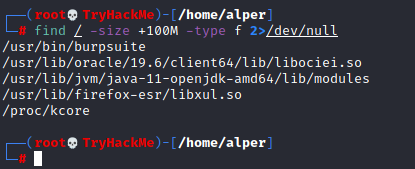 ┌──(root💀TryHackMe)-[/home/alper]
└─# find / -size +100M -type f 2>/dev/null
/usr/bin/burpsuite
/usr/lib/oracle/19.6/client64/lib/libociei.so
/usr/lib/jvm/java-11-openjdk-amd64/lib/modules
/usr/lib/firefox-esr/libxul.so
/proc/kcore
┌──(root💀TryHackMe)-[/home/alper]
└─#